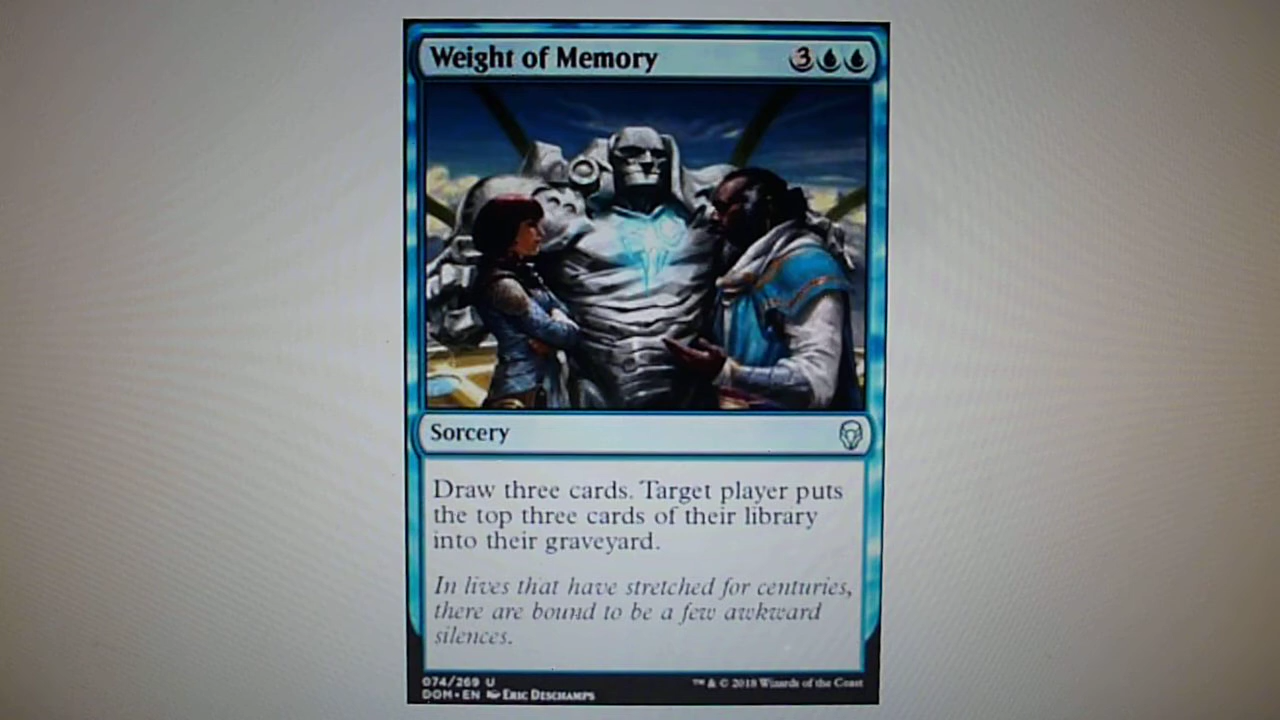 Weight of Memory 3
Sorcery
Draw three cards. Target player puts
the top three cards of their library
into their graveyard.
In lives that have stretched for centuries,
there are bound to be a few awkward
silences.
074/269 U
DOM • EN Eric Deschamps
™ & © 2018 Wizards of the Coast